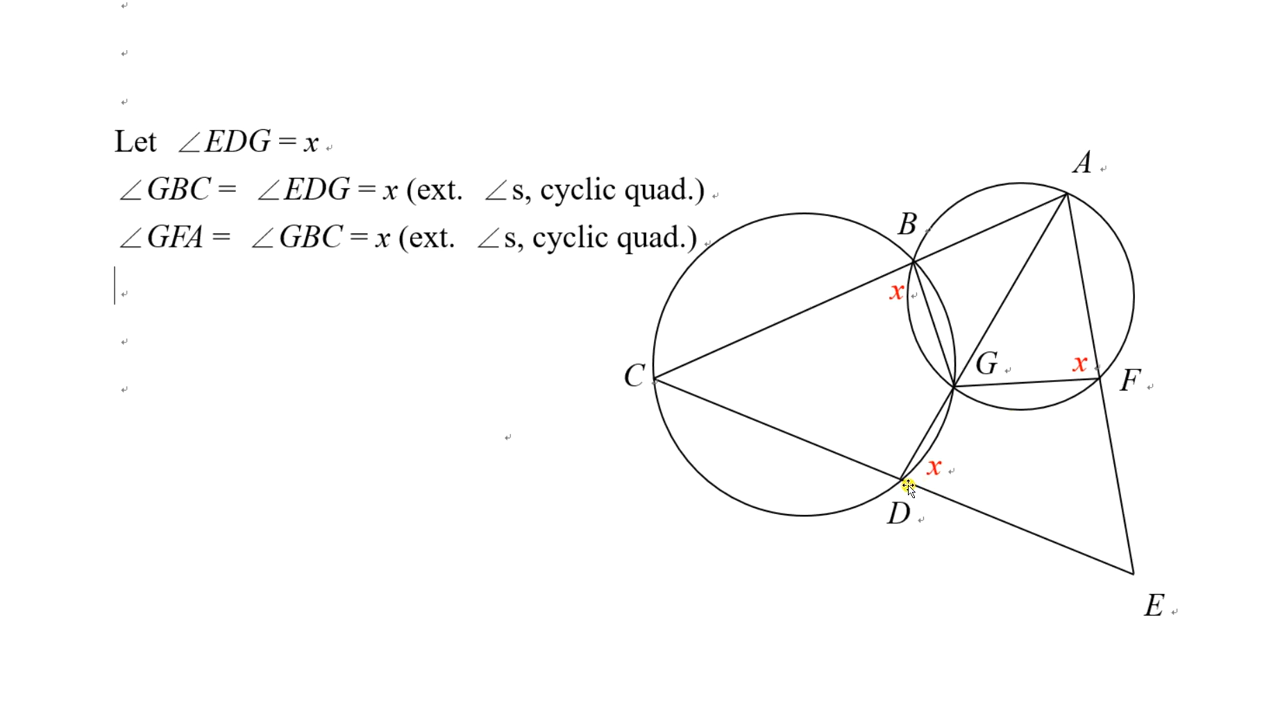 Let ∠EDG = x
∠GBC = ∠EDG = x (ext. ∠s, cyclic quad.)
∠GFA = ∠GBC = x (ext. ∠s, cyclic quad.)
A
B
x
G
x
C
F
x
D
E